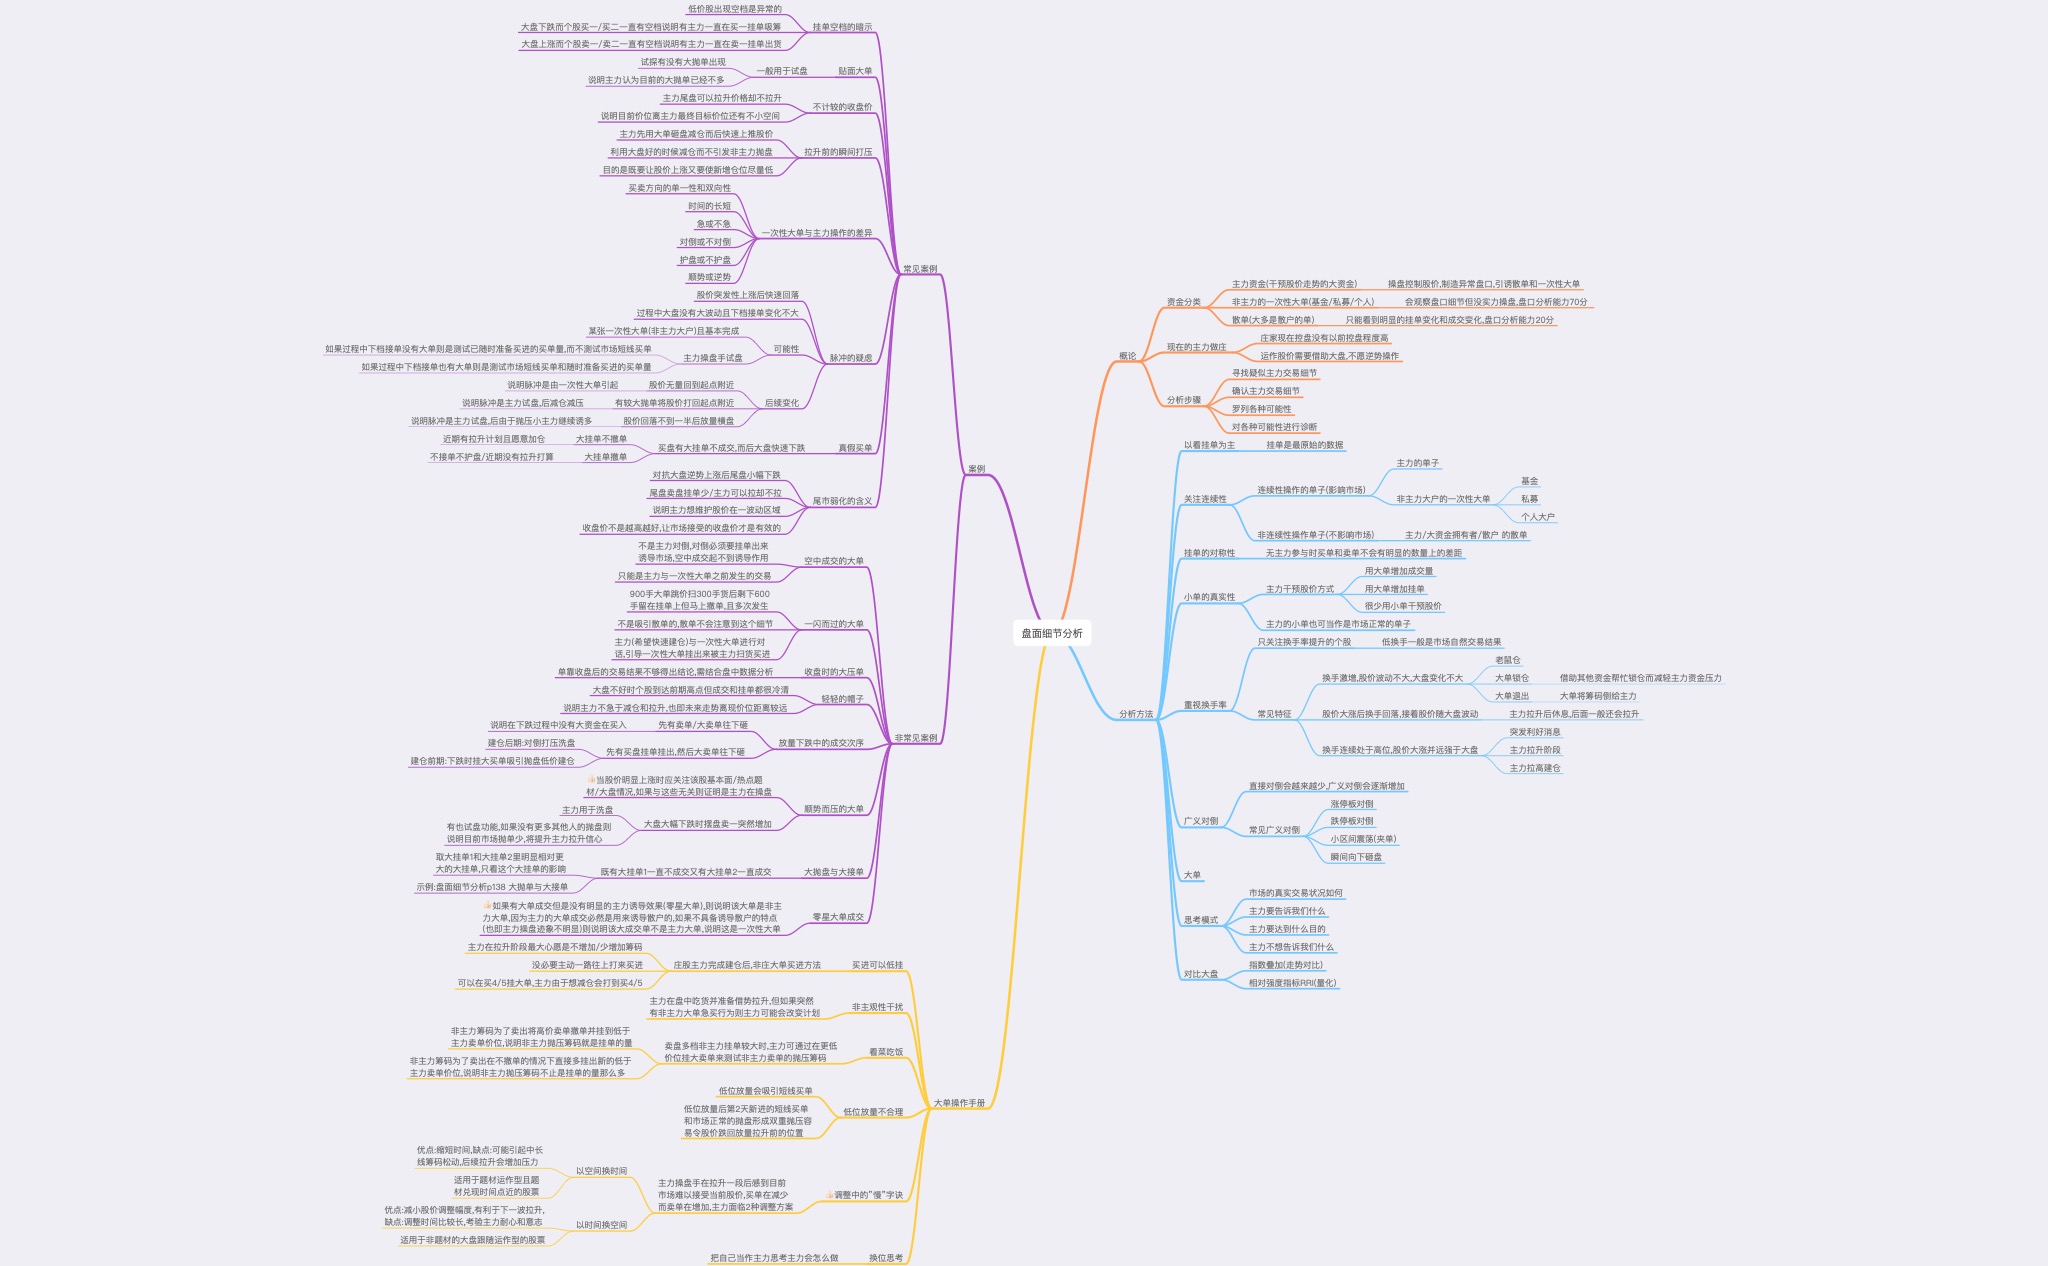 盘面细节分析
概论
资金分类
主力资金(干预股价走势的大资金)
操盘控制股价,制造异常盘口,引诱散单和一次性大单
非主力的一次性大单(基金/私募/个人)
会观察盘口细节但没实力操盘,盘口分析能力70分
散单(大多是散户的单)
只能看到明显的挂单变化和成交变化,盘口分析能力20分
现在的主力做庄
庄家现在控盘没有以前控盘程度高
运作股价需要借助大盘,不愿逆势操作
分析步骤
寻找疑似主力交易细节
确认主力交易细节
罗列各种可能性
对各种可能性进行诊断
分析方法
以看挂单为主
挂单是最原始的数据
关注连续性
连续性操作的单子(影响市场)
主力的单子
非主力大户的一次性大单
基金
私募
个人大户
非连续性操作单子(不影响市场)
主力/大资金拥有者/散户 的散单
挂单的对称性
无主力参与时买单和卖单不会有明显的数量上的差距
小单的真实性
主力干预股价方式
用大单增加成交量
用大单增加挂单
很少用小单干预股价
主力的小单也可当作是市场正常的单子
重视换手率
只关注换手率提升的个股
低换手一般是市场自然交易结果
常见特征
换手激增,股价波动不大,大盘变化不大
老鼠仓
大单锁仓
借助其他资金帮忙锁仓而减轻主力资金压力
大单退出
大单将筹码倒给主力
股价大涨后换手回落,接着股价随大盘波动
主力拉升后休息,后面一般还会拉升
换手连续处于高位,股价大涨并远强于大盘
突发利好消息
主力拉升阶段
主力拉高建仓
广义对倒
直接对倒会越来越少,广义对倒会逐渐增加
常见广义对倒
涨停板对倒
跌停板对倒
小区间震荡(夹单)
瞬间向下砸盘
大单
思考模式
市场的真实交易状况如何
主力要告诉我们什么
主力要达到什么目的
主力不想告诉我们什么
对比大盘
指数叠加(走势对比)
相对强度指标RRI(量化)
案例
常见案例
挂单空档的暗示
低价股出现空档是异常的
大盘下跌而个股买一/买二一直有空档说明有主力一直在买一挂单吸筹
大盘上涨而个股卖一/卖二一直有空档说明有主力一直在卖一挂单出货
贴面大单
一般用于试盘
试探有没有大抛单出现
说明主力认为目前的大抛单已经不多
不计较的收盘价
主力尾盘可以拉升价格却不拉升
说明目前价位离主力最终目标价位还有不小空间
拉升前的瞬间打压
主力先用大单砸盘减仓而后快速上推股价
利用大盘好的时候减仓而不引发非主力抛盘
目的是既要让股价上涨又要使新增仓位尽量低
一次性大单与主力操作的差异
买卖方向的单一性和双向性
时间的长短
急或不急
对倒或不对倒
护盘或不护盘
顺势或逆势
脉冲的疑虑
股价突发性上涨后快速回落
过程中大盘没有大波动且下档接单变化不大
可能性
某张一次性大单(非主力大户)且基本完成
主力操盘手试盘
如果过程中下档接单没有大单则是测试已随时准备买进的买单量,而不测试市场短线买单
如果过程中下档接单也有大单则是测试市场短线买单和随时准备买进的买单量
后续变化
股价无量回到起点附近
说明脉冲是由一次性大单引起
有较大抛单将股价打回起点附近
说明脉冲是主力试盘,后减仓减压
股价回落不到一半后放量横盘
说明脉冲是主力试盘,后由于抛压小主力继续诱多
真假买单
买盘有大挂单不成交,而后大盘快速下跌
大挂单不撤单
近期有拉升计划且愿意加仓
大挂单撤单
不接单不护盘/近期没有拉升打算
尾市弱化的含义
对抗大盘逆势上涨后尾盘小幅下跌
尾盘卖盘挂单少/主力可以拉却不拉
说明主力想维护股价在一波动区域
收盘价不是越高越好,让市场接受的收盘价才是有效的
非常见案例
空中成交的大单
不是主力对倒,对倒必须要挂单出来
诱导市场,空中成交起不到诱导作用
只能是主力与一次性大单之前发生的交易
一闪而过的大单
900手大单跳价扫300手货后剩下600
手留在挂单上但马上撤单,且多次发生
不是吸引散单的,散单不会注意到这个细节
主力(希望快速建仓)与一次性大单进行对
话,引导一次性大单挂出来被主力扫货买进
收盘时的大压单
单靠收盘后的交易结果不够得出结论,需结合盘中数据分析
轻轻的帽子
大盘不好时个股到达前期高点但成交和挂单都很冷清
说明主力不急于减仓和拉升,也即未来走势离现价位距离较远
放量下跌中的成交次序
先有卖单/大卖单往下砸
说明在下跌过程中没有大资金在买入
先有买盘挂单挂出,然后大卖单往下砸
建仓后期:对倒打压洗盘
建仓前期:下跌时挂大买单吸引抛盘低价建仓
顺势而压的大单
👍当股价明显上涨时应关注该股基本面/热点题
材/大盘情况,如果与这些无关则证明是主力在操盘
大盘大幅下跌时摆盘卖一突然增加
主力用于洗盘
有也试盘功能,如果没有更多其他人的抛盘则
说明目前市场抛单少,将提升主力拉升信心
大抛盘与大接单
既有大挂单1一直不成交又有大挂单2一直成交
取大挂单1和大挂单2里明显相对更
大的大挂单,只看这个大挂单的影响
示例:盘面细节分析p138 大抛单与大接单
零星大单成交
👍如果有大单成交但是没有明显的主力诱导效果(零星大单),则说明该大单是非主
力大单,因为主力的大单成交必然是用来诱导散户的,如果不具备诱导散户的特点
(也即主力操盘迹象不明显)则说明该大成交单不是主力大单,说明这是一次性大单
大单操作手册
买进可以低挂
庄股主力完成建仓后,非庄大单买进方法
主力在拉升阶段最大心愿是不增加/少增加筹码
没必要主动一路往上打来买进
可以在买4/5挂大单,主力由于想减仓会打到买4/5
非主观性干扰
主力在盘中吃货并准备借势拉升,但如果突然
有非主力大单急买行为则主力可能会改变计划
看菜吃饭
卖盘多档非主力挂单较大时,主力可通过在更低
价位挂大卖单来测试非主力卖单的抛压筹码
非主力筹码为了卖出将高价卖单撤单并挂到低于
主力卖单价位,说明非主力抛压筹码就是挂单的量
非主力筹码为了卖出在不撤单的情况下直接多挂出新的低于
主力卖单价位,说明非主力抛压筹码不止是挂单的量那么多
低位放量不合理
低位放量会吸引短线买单
低位放量后第2天新进的短线买单
和市场正常的抛盘形成双重抛压容
易令股价跌回放量拉升前的位置
👍调整中的"慢"字诀
主力操盘手在拉升一段后感到目前
市场难以接受当前股价,买单在减少
而卖单在增加,主力面临2种调整方案
以空间换时间
优点:缩短时间,缺点:可能引起中长
线筹码松动,后续拉升会增加压力
适用于题材运作型且题
材兑现时间点近的股票
以时间换空间
优点:减小股价调整幅度,有利于下一波拉升,
缺点:调整时间比较长,考验主力耐心和意志
适用于非题材的大盘跟随运作型的股票
换位思考
把自己当作主力思考主力会怎么做